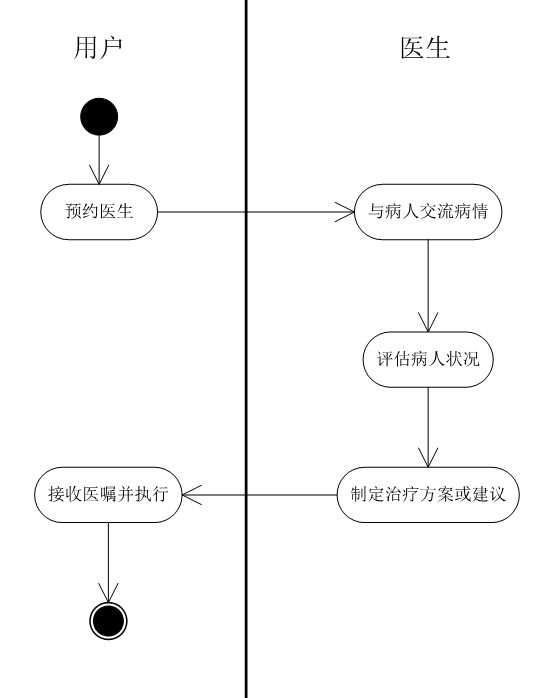 用户
医生
预约医生
与病人交流病情
评估病人状况
制定治疗方案或建议
接收医嘱并执行